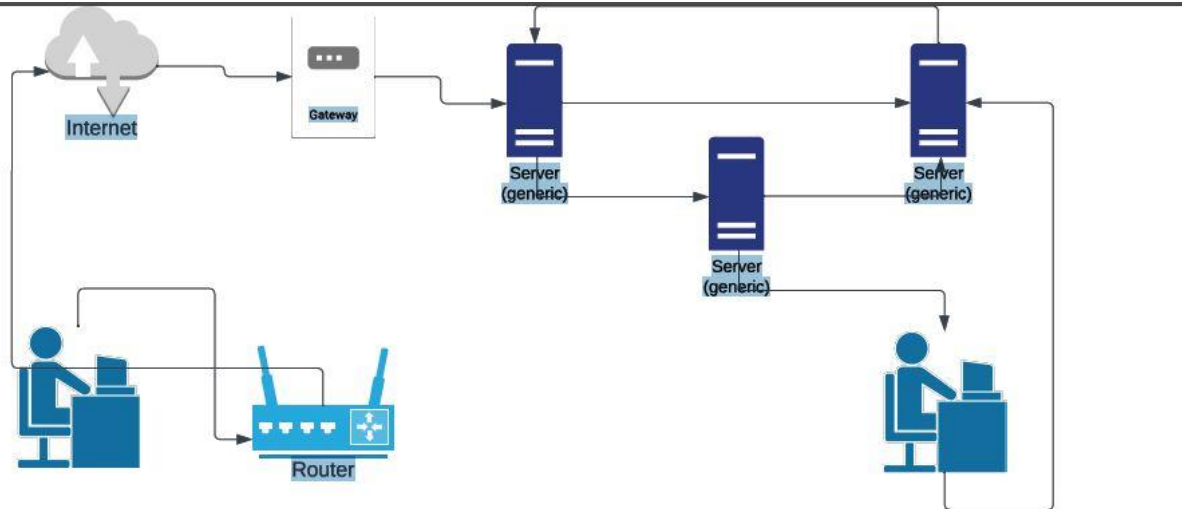 Internet
Gateway
Server
(generic)
Server
(generic)
Server
(generic)
Router